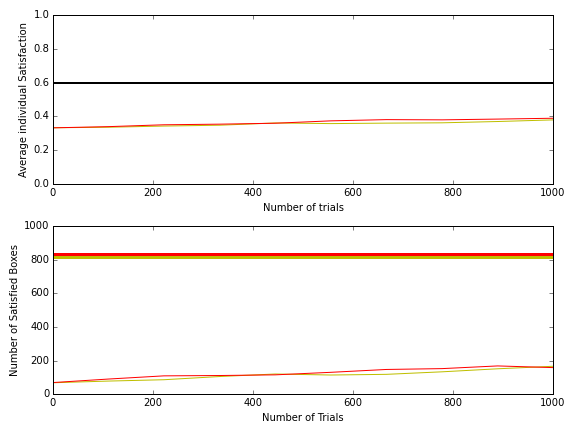 1.0
0.8
0.6
0.4
0.2
0.0
Average individual Satisfaction
0 200 400 600 800 1000
Number of trials
1000
800
600
400
200
0
Number of Satisfied Boxes
0 200 400 600 800 1000
Number of Trials